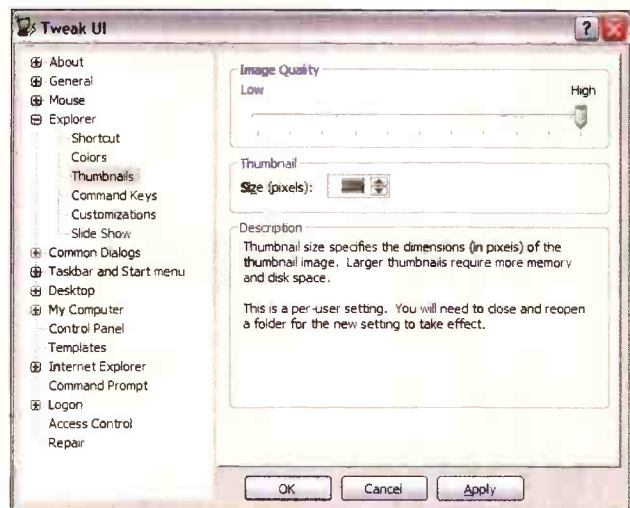 Tweak UI
About
General
Mouse
Explorer
Shortcut
Colors
Thumbnails
Command Keys
Customizations
Slide Show
Common Dialogs
Taskbar and Start menu
Desktop
My Computer
Control Panel
Templates
Internet Explorer
Command Prompt
Logon
Access Control
Repair
Image Quality
Low High
Thumbnail
Size (pixels):
Description
Thumbnail size specifies the dimensions (in pixels) of the
thumbnail image. Larger thumbnails require more memory
and disk space.
This is a per-user setting. You will need to close and reopen
a folder for the new setting to take effect.
OK Cancel Apply